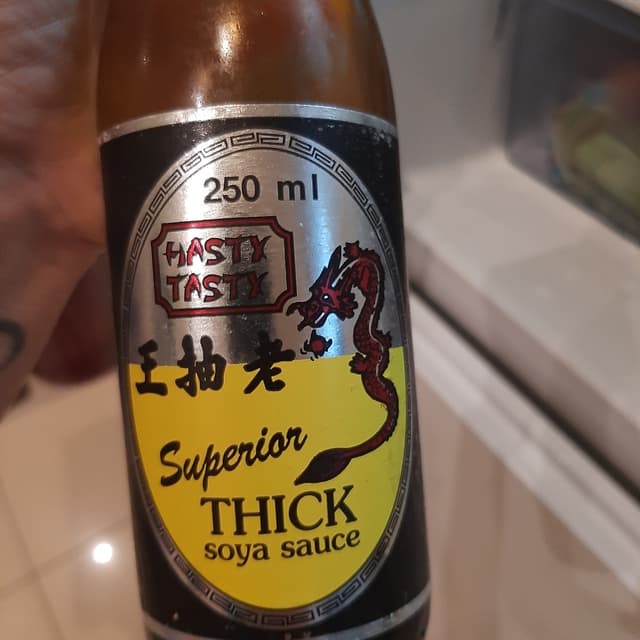 250 ml
HASTY
TASTY
王抽老
Superior
THICK
soya sauce